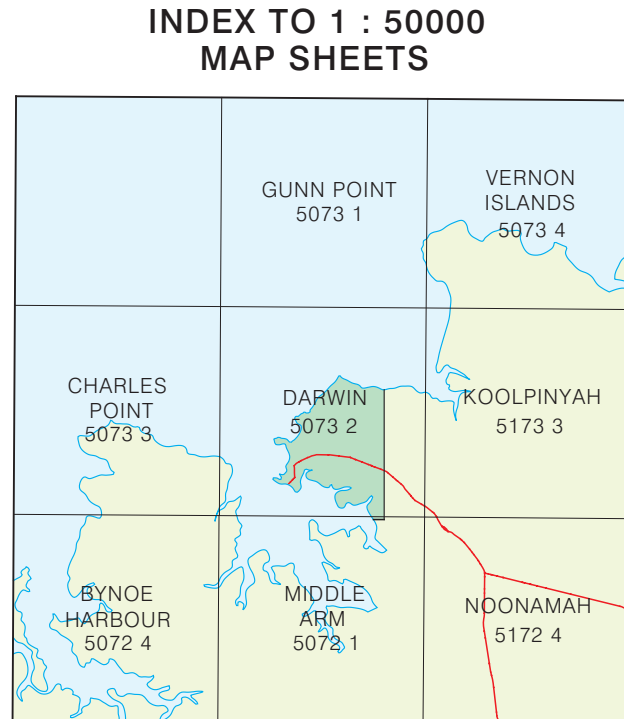 INDEX TO 1 : 50000
MAP SHEETS
GUNN POINT
5073 1
VERNON
ISLANDS
5073 4
CHARLES
POINT
5073 3
DARWIN
5073 2
KOOLPINYAH
5173 3
BYNOE
HARBOUR
5072 4
MIDDLE
ARM
5072 1
NOONAMAH
5172 4